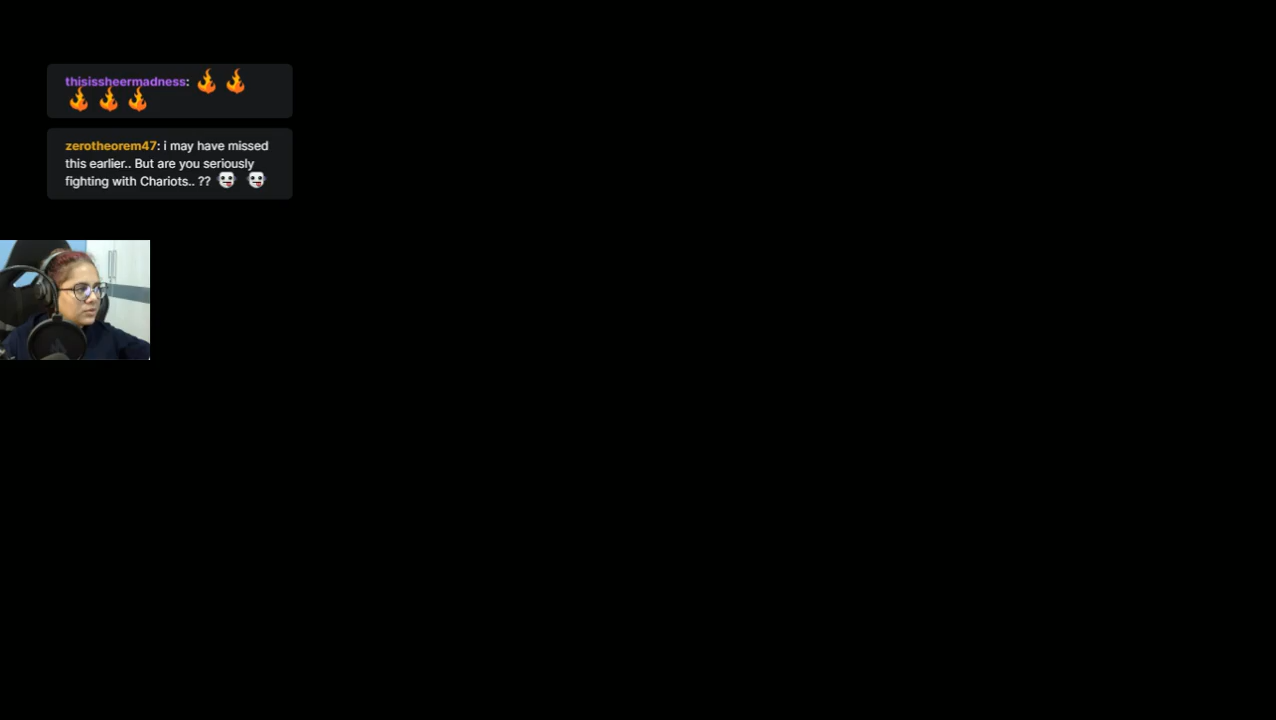 thisissheermadness: 🔥 🔥
🔥 🔥 🔥
zerotheorem47: i may have missed
this earlier.. But are you seriously
fighting with Chariots.. ??